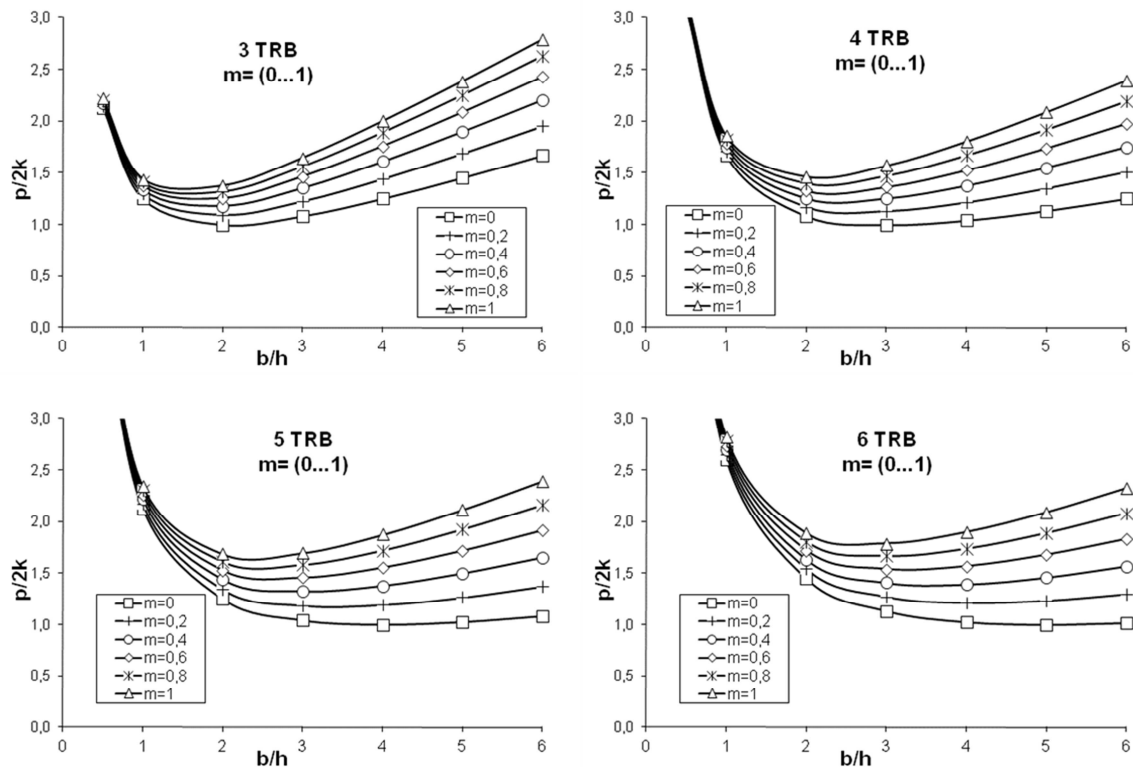 3 TRB
m= (0...1)
3,0
2,5
2,0
1,5
1,0
0,5
0,0
p/2k
0 1 2 3 4 5 6
b/h
m=0
m=0,2
m=0,4
m=0,6
m=0,8
m=1
4 TRB
m= (0...1)
3,0
2,5
2,0
1,5
1,0
0,5
0,0
p/2k
0 1 2 3 4 5 6
b/h
m=0
m=0,2
m=0,4
m=0,6
m=0,8
m=1
5 TRB
m= (0...1)
3,0
2,5
2,0
1,5
1,0
0,5
0,0
p/2k
0 1 2 3 4 5 6
b/h
m=0
m=0,2
m=0,4
m=0,6
m=0,8
m=1
6 TRB
m= (0...1)
3,0
2,5
2,0
1,5
1,0
0,5
0,0
p/2k
0 1 2 3 4 5 6
b/h
m=0
m=0,2
m=0,4
m=0,6
m=0,8
m=1